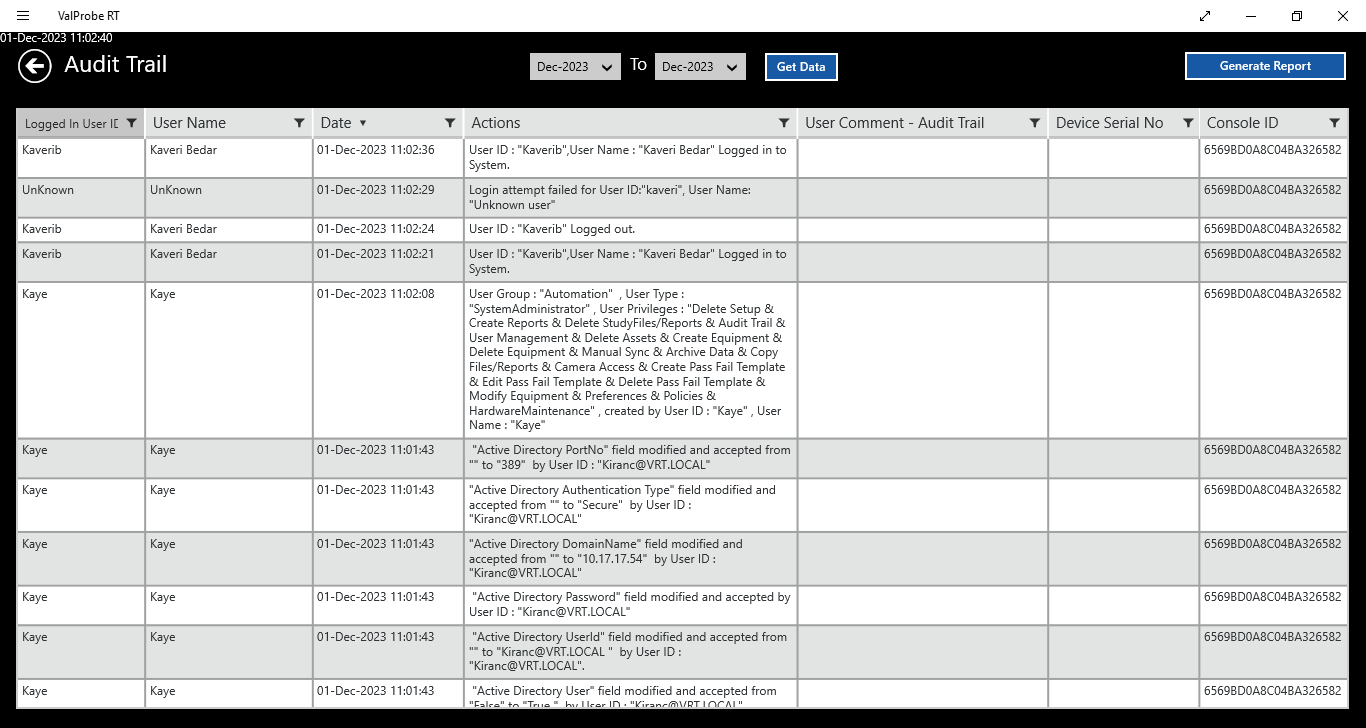 ValProbe RT
01-Dec-2023 11:02:40
Audit Trail
Dec-2023
To
Dec-2023
Get Data
Generate Report
Logged In User ID
User Name
Date
Actions
User Comment - Audit Trail
Device Serial No
Console ID
Kaverib
Kaveri Bedar
01-Dec-2023 11:02:36
User ID : "Kaverib",User Name : "Kaveri Bedar" Logged in to
System.
6569BD0A8C04BA326582
UnKnown
UnKnown
01-Dec-2023 11:02:29
Login attempt failed for User ID:"kaveri", User Name:
"Unknown user"
6569BD0A8C04BA326582
Kaverib
Kaveri Bedar
01-Dec-2023 11:02:24
User ID : "Kaverib" Logged out.
6569BD0A8C04BA326582
Kaverib
Kaveri Bedar
01-Dec-2023 11:02:21
User ID : "Kaverib",User Name : "Kaveri Bedar" Logged in to
System.
6569BD0A8C04BA326582
Kaye
Kaye
01-Dec-2023 11:02:08
User Group : "Automation"  , User Type :
"SystemAdministrator" , User Privileges : "Delete Setup &
Create Reports & Delete StudyFiles/Reports & Audit Trail &
User Management & Delete Assets & Create Equipment &
Delete Equipment & Manual Sync & Archive Data & Copy
Files/Reports & Camera Access & Create Pass Fail Template
& Edit Pass Fail Template & Delete Pass Fail Template &
Modify Equipment & Preferences & Policies &
HardwareMaintenance" , created by User ID : "Kaye" , User
Name : "Kaye"
6569BD0A8C04BA326582
Kaye
Kaye
01-Dec-2023 11:01:43
"Active Directory PortNo" field modified and accepted from
"" to "389"  by User ID : "Kiranc@VRT.LOCAL"
6569BD0A8C04BA326582
Kaye
Kaye
01-Dec-2023 11:01:43
"Active Directory Authentication Type" field modified and
accepted from "" to "Secure"  by User ID :
"Kiranc@VRT.LOCAL"
6569BD0A8C04BA326582
Kaye
Kaye
01-Dec-2023 11:01:43
"Active Directory DomainName" field modified and
accepted from "" to "10.17.17.54"  by User ID :
"Kiranc@VRT.LOCAL"
6569BD0A8C04BA326582
Kaye
Kaye
01-Dec-2023 11:01:43
"Active Directory Password" field modified and accepted by
User ID : "Kiranc@VRT.LOCAL"
6569BD0A8C04BA326582
Kaye
Kaye
01-Dec-2023 11:01:43
"Active Directory UserId" field modified and accepted from
"" to "Kiranc@VRT.LOCAL "  by User ID :
"Kiranc@VRT.LOCAL".
6569BD0A8C04BA326582
Kaye
Kaye
01-Dec-2023 11:01:43
"Active Directory User" field modified and accepted from
"False" to "True "  by User ID : "Kiranc@VRT.LOCAL"
6569BD0A8C04BA326582